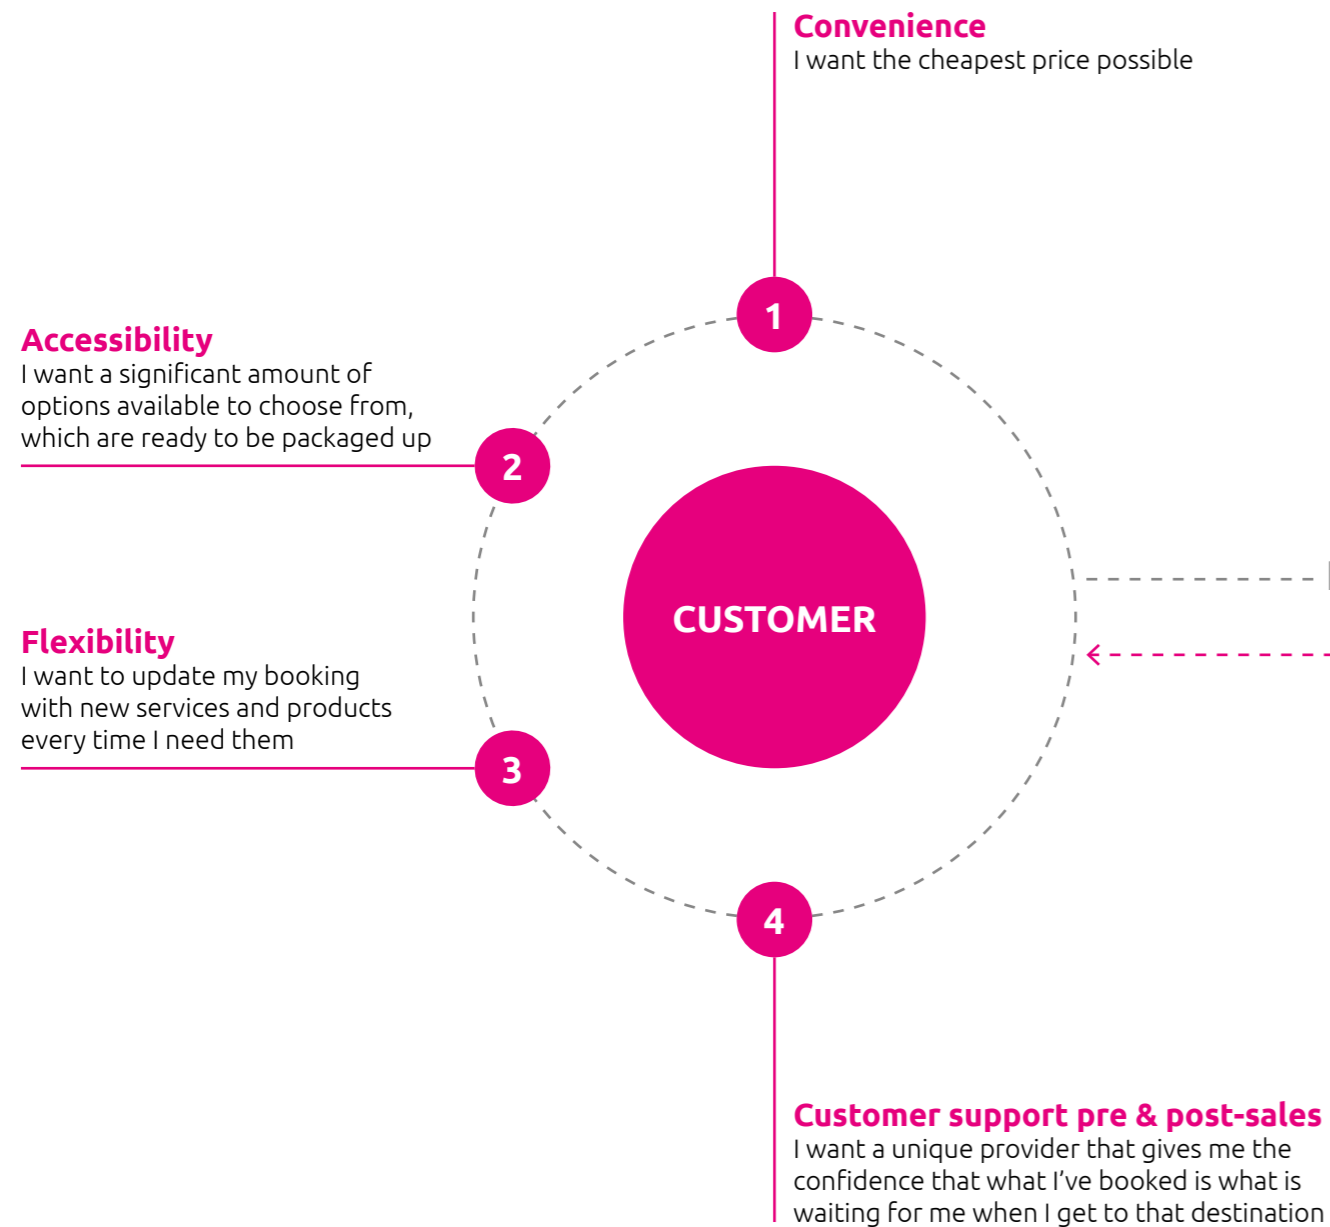 Convenience
I want the cheapest price possible
1
Accessibility
I want a significant amount of
options available to choose from,
which are ready to be packaged up
2
CUSTOMER
Flexibility
I want to update my booking
with new services and products
every time I need them
3
4
Customer support pre & post-sales
I want a unique provider that gives me the
confidence that what I’ve booked is what is
waiting for me when I get to that destination